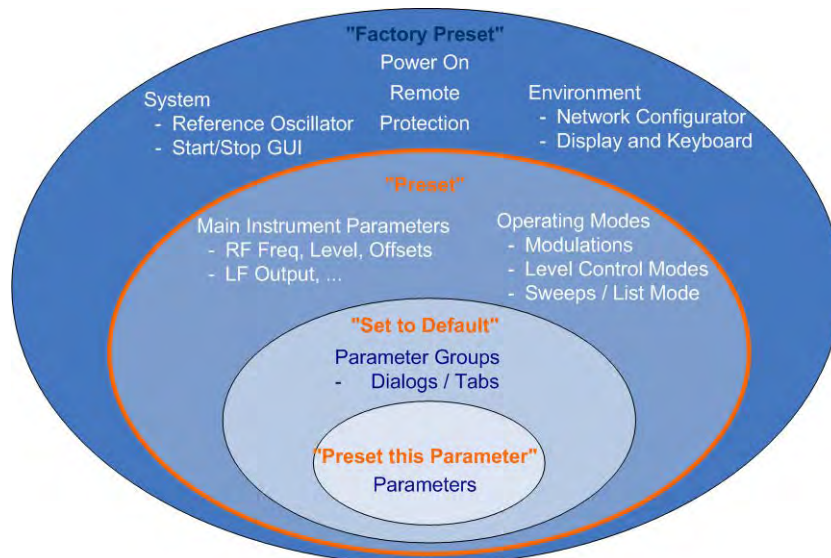 "Factory Preset"
Power On
Remote
Protection
System
- Reference Oscillator
- Start/Stop GUI
Environment
- Network Configurator
- Display and Keyboard
"Preset"
Main Instrument Parameters
- RF Freq, Level, Offsets
- LF Output, ...
Operating Modes
- Modulations
- Level Control Modes
- Sweeps / List Mode
"Set to Default"
Parameter Groups
- Dialogs / Tabs
"Preset this Parameter"
Parameters